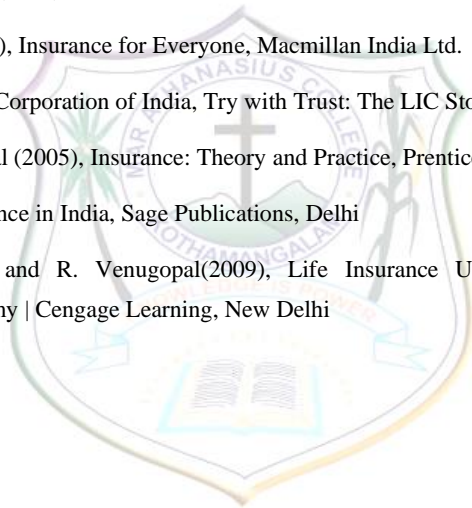 ), Insurance for Everyone, Macmillan India Ltd.
Corporation of India, Try with Trust: The LIC Sto
al (2005), Insurance: Theory and Practice, Prentice
nce in India, Sage Publications, Delhi
and R. Venugopal(2009), Life Insurance U
ny | Cengage Learning, New Delhi
MAR ATHANASIUS COLLEGE
KOTHAMANGALAM
KNOWLEDGE IS POWER